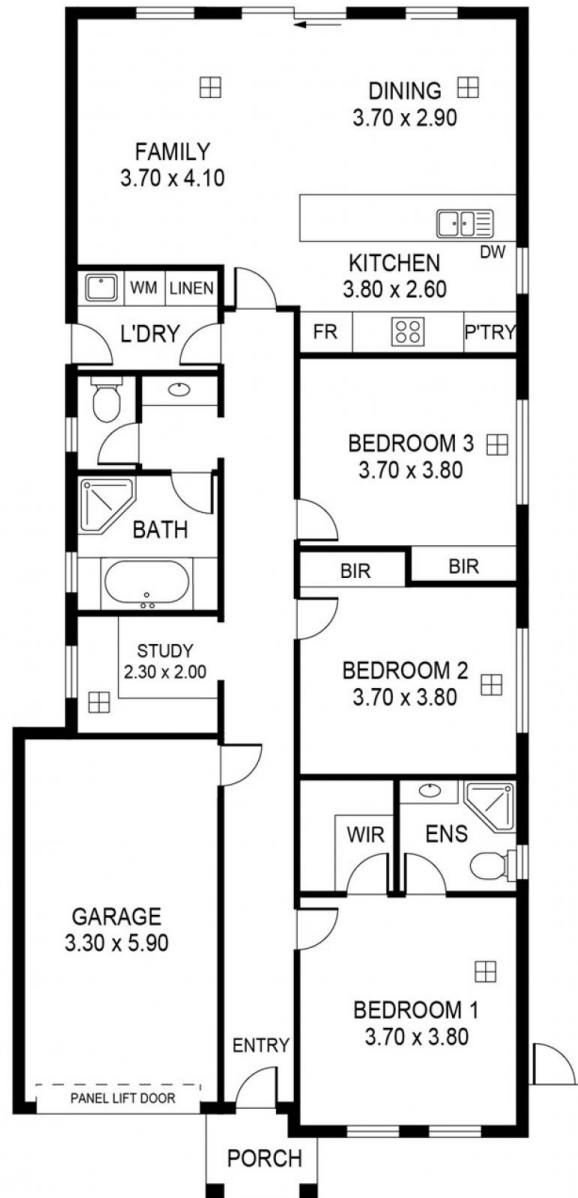 DINING
3.70 x 2.90
FAMILY
3.70 x 4.10
DW
KITCHEN
3.80 x 2.60
WM
LINEN
L'DRY
FR
P'TRY
BEDROOM 3
3.70 x 3.80
BATH
BIR
BIR
STUDY
2.30 x 2.00
BEDROOM 2
3.70 x 3.80
WIR
ENS
GARAGE
3.30 x 5.90
BEDROOM 1
3.70 x 3.80
ENTRY
PANEL LIFT DOOR
PORCH